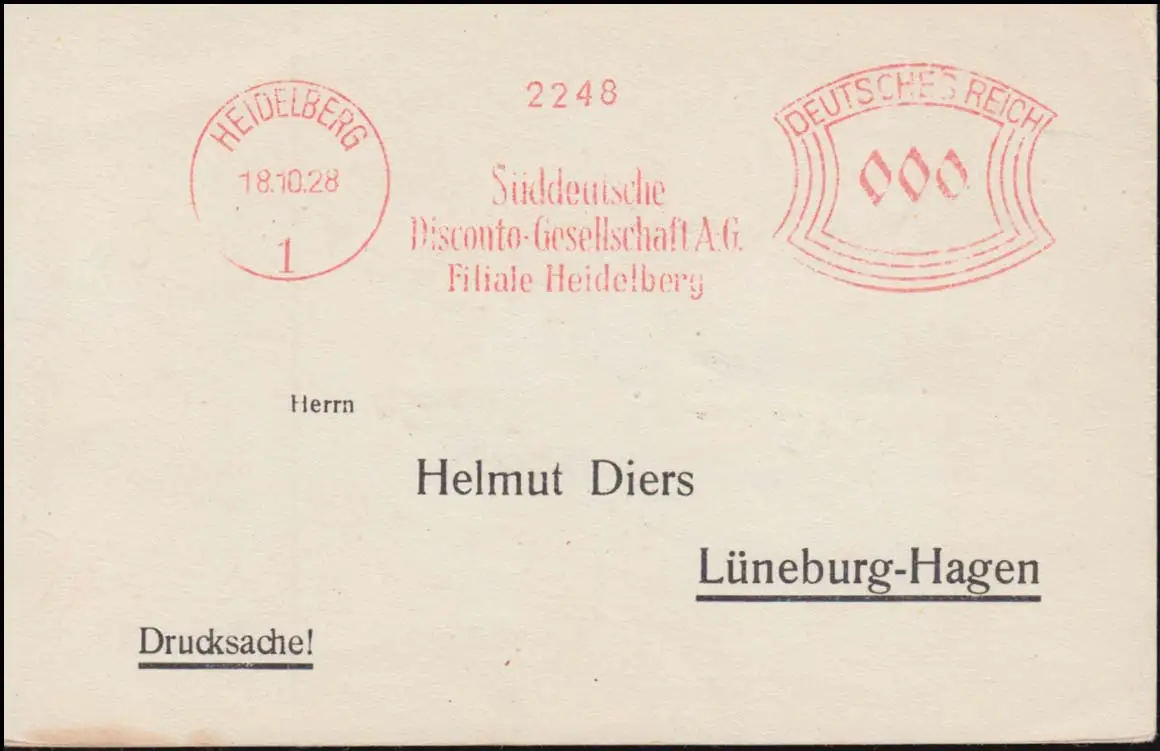 HEIDELBERG
18.10.28
1
2248
Süddeutsche
Disconto-Gesellschaft A.G.
Filiale Heidelberg
DEUTSCHES REICH
000
Herrn
Helmut Diers
Lüneburg-Hagen
Drucksache!